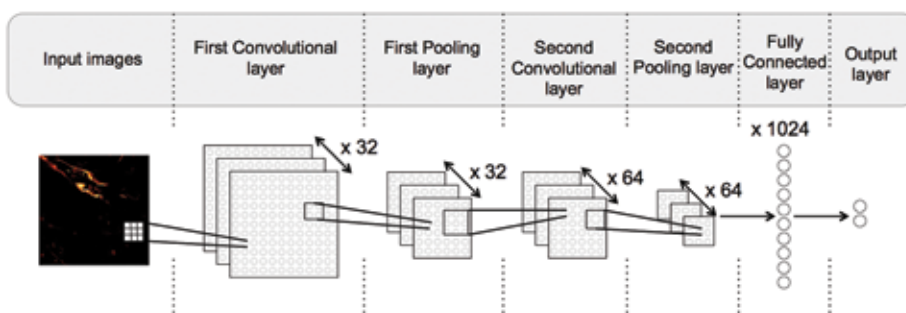 Input images
First Convolutional
layer
First Pooling
layer
Second
Convolutional
layer
Second
Pooling layer
Fully
Connected
layer
Output
layer
x 32
x 32
x 64
x 64
x 1024